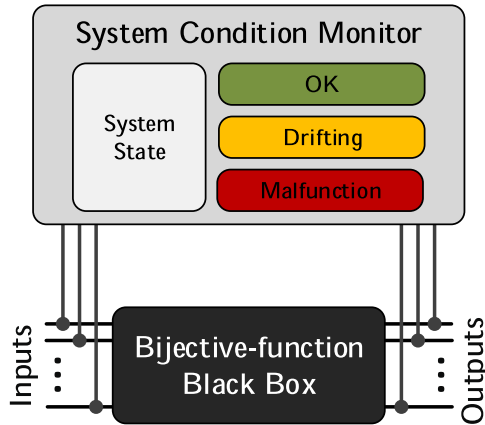 System Condition Monitor
System
State
OK
Drifting
Malfunction
Inputs
Bijective-function
Black Box
Outputs